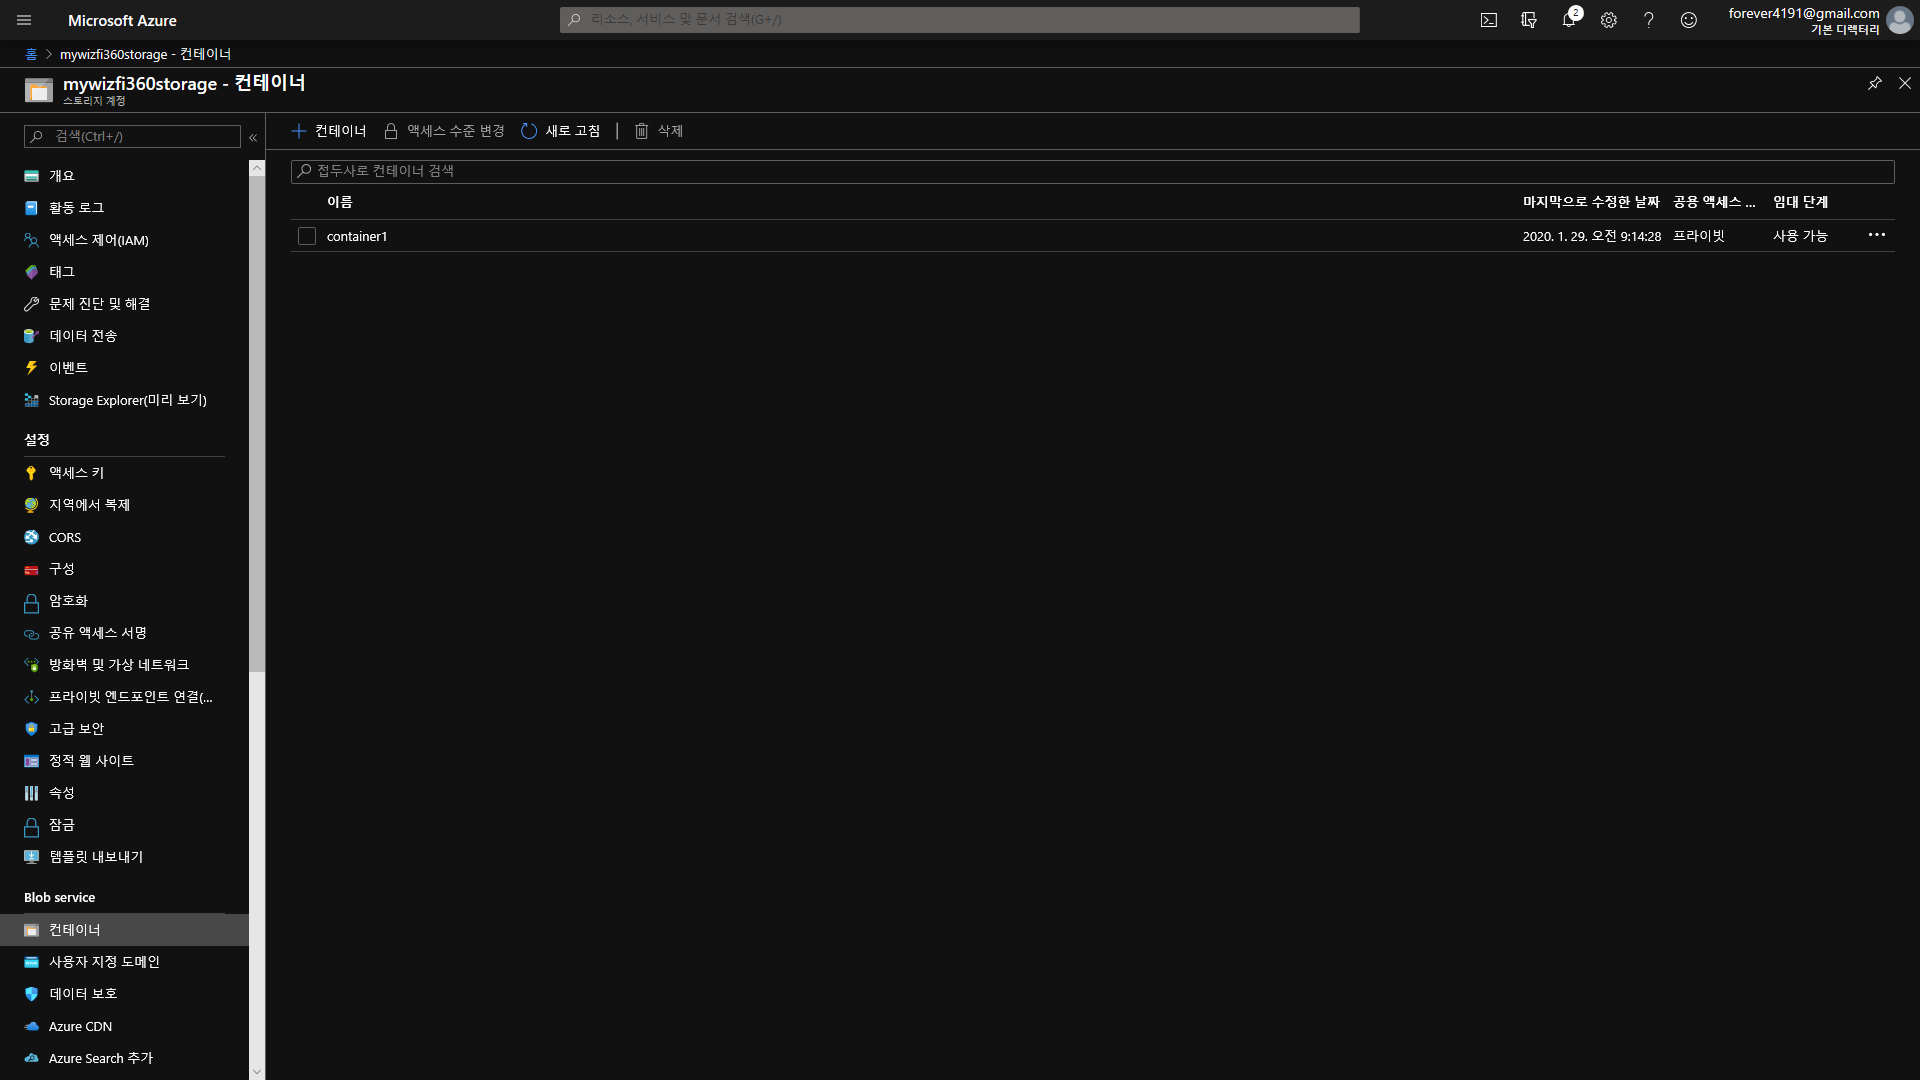 Microsoft Azure
리소스, 서비스 및 문서 검색(G+/)
2
forever4191@gmail.com
기본 디렉터리
홈
mywizfi360storage - 컨테이너
mywizfi360storage - 컨테이너
스토리지 계정
검색(Ctrl+/)
«
컨테이너
액세스 수준 변경
새로 고침
삭제
접두사로 컨테이너 검색
이름
마지막으로 수정한 날짜
공용 액세스 ...
임대 단계
container1
2020. 1. 29. 오전 9:14:28
프라이빗
사용 가능
개요
활동 로그
액세스 제어(IAM)
태그
문제 진단 및 해결
데이터 전송
이벤트
Storage Explorer(미리 보기)
설정
액세스 키
지역에서 복제
CORS
구성
암호화
공유 액세스 서명
방화벽 및 가상 네트워크
프라이빗 엔드포인트 연결(...
고급 보안
정적 웹 사이트
속성
잠금
템플릿 내보내기
Blob service
컨테이너
사용자 지정 도메인
데이터 보호
Azure CDN
Azure Search 추가